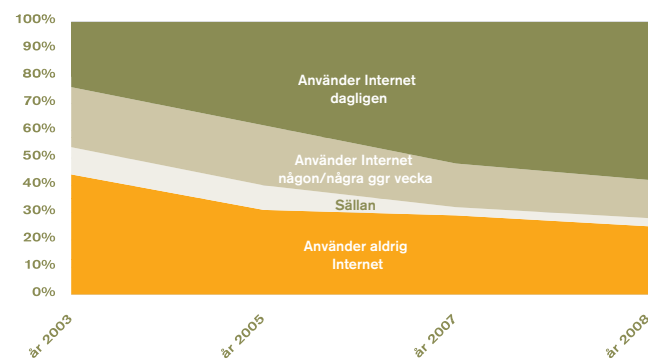 100%
90%
80%
70%
60%
50%
40%
30%
20%
10%
0%
Använder Internet
dagligen
Använder Internet
någon/några ggr vecka
Sällan
Använder aldrig
Internet
år 2003
år 2005
år 2007
år 2008